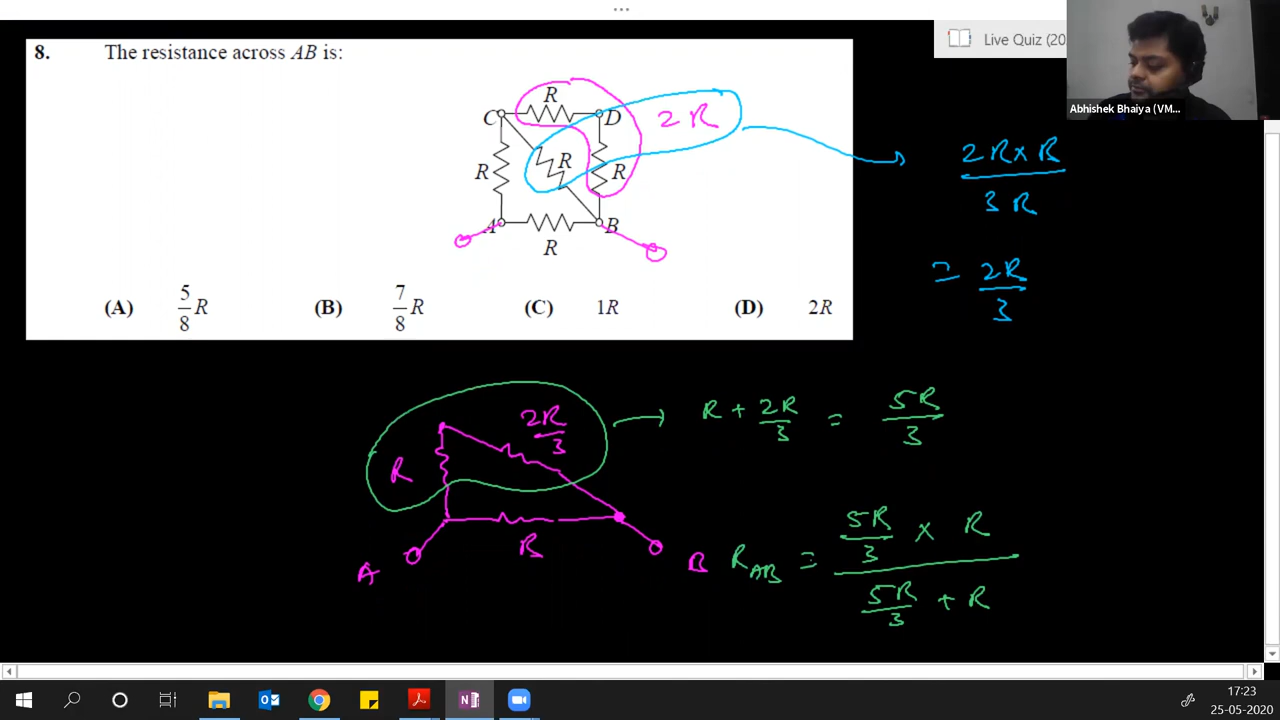 ...
Live Quiz (20
Abhishek Bhaiya (VM...
8. The resistance across AB is:
R
C D 2R
R R R
A B
R
(A) 5/8 R (B) 7/8 R (C) 1R (D) 2R
2R×R
3R
= 2R
3
R 2R/3
R
A B
R + 2R/3 = 5R/3
R_AB = 5R/3 × R
5R/3 + R
17:23
25-05-2020